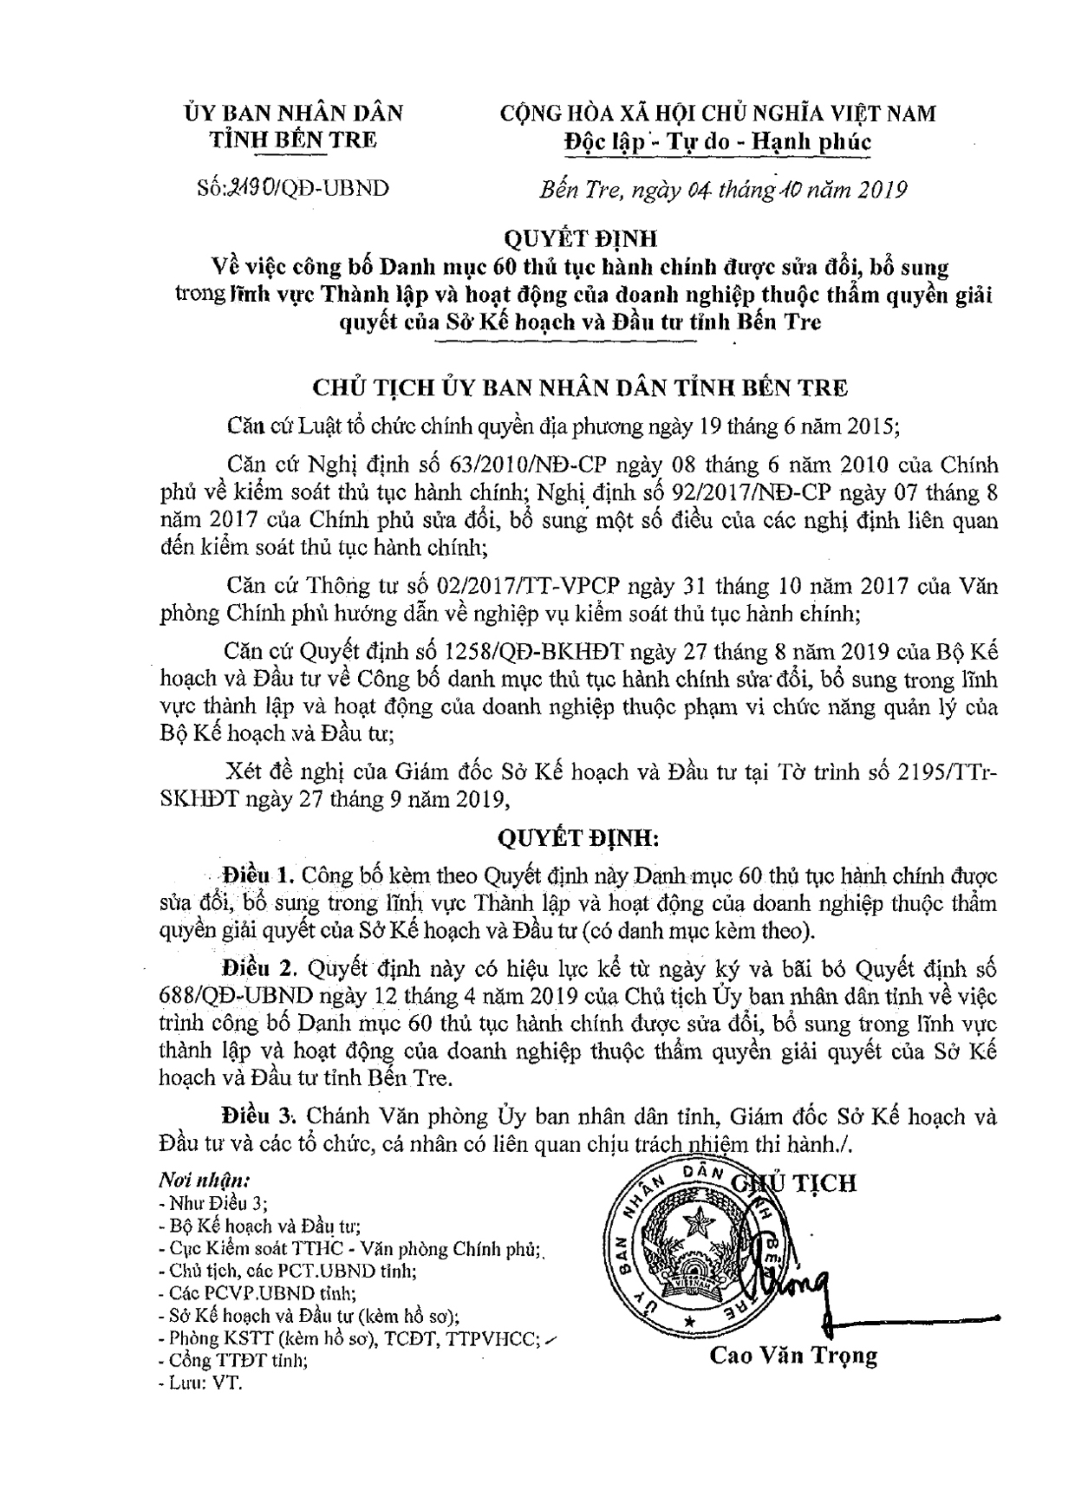 ỦY BAN NHÂN DÂN
TỈNH BẾN TRE
CỘNG HÒA XÃ HỘI CHỦ NGHĨA VIỆT NAM
Độc lập - Tự do - Hạnh phúc
Số:2190/QĐ-UBND
Bến Tre, ngày 04 tháng 10 năm 2019
QUYẾT ĐỊNH
Về việc công bố Danh mục 60 thủ tục hành chính được sửa đổi, bổ sung
trong lĩnh vực Thành lập và hoạt động của doanh nghiệp thuộc thẩm quyền giải
quyết của Sở Kế hoạch và Đầu tư tỉnh Bến Tre
CHỦ TỊCH ỦY BAN NHÂN DÂN TỈNH BẾN TRE
Căn cứ Luật tổ chức chính quyền địa phương ngày 19 tháng 6 năm 2015;
Căn cứ Nghị định số 63/2010/NĐ-CP ngày 08 tháng 6 năm 2010 của Chính
phủ về kiểm soát thủ tục hành chính; Nghị định số 92/2017/NĐ-CP ngày 07 tháng 8
năm 2017 của Chính phủ sửa đổi, bổ sung một số điều của các nghị định liên quan
đến kiểm soát thủ tục hành chính;
Căn cứ Thông tư số 02/2017/TT-VPCP ngày 31 tháng 10 năm 2017 của Văn
phòng Chính phủ hướng dẫn về nghiệp vụ kiểm soát thủ tục hành chính;
Căn cứ Quyết định số 1258/QĐ-BKHĐT ngày 27 tháng 8 năm 2019 của Bộ Kế
hoạch và Đầu tư về Công bố danh mục thủ tục hành chính sửa đổi, bổ sung trong lĩnh
vực thành lập và hoạt động của doanh nghiệp thuộc phạm vi chức năng quản lý của
Bộ Kế hoạch và Đầu tư;
Xét đề nghị của Giám đốc Sở Kế hoạch và Đầu tư tại Tờ trình số 2195/TTr-
SKHĐT ngày 27 tháng 9 năm 2019,
QUYẾT ĐỊNH:
Điều 1. Công bố kèm theo Quyết định này Danh mục 60 thủ tục hành chính được
sửa đổi, bổ sung trong lĩnh vực Thành lập và hoạt động của doanh nghiệp thuộc thẩm
quyền giải quyết của Sở Kế hoạch và Đầu tư (có danh mục kèm theo).
Điều 2. Quyết định này có hiệu lực kể từ ngày ký và bãi bỏ Quyết định số
688/QĐ-UBND ngày 12 tháng 4 năm 2019 của Chủ tịch Ủy ban nhân dân tỉnh về việc
trình công bố Danh mục 60 thủ tục hành chính được sửa đổi, bổ sung trong lĩnh vực
thành lập và hoạt động của doanh nghiệp thuộc thẩm quyền giải quyết của Sở Kế
hoạch và Đầu tư tỉnh Bến Tre.
Điều 3. Chánh Văn phòng Ủy ban nhân dân tỉnh, Giám đốc Sở Kế hoạch và
Đầu tư và các tổ chức, cá nhân có liên quan chịu trách nhiệm thi hành./.
Nơi nhận:
- Như Điều 3;
- Bộ Kế hoạch và Đầu tư;
- Cục Kiểm soát TTHC - Văn phòng Chính phủ;
- Chủ tịch, các PCT.UBND tỉnh;
- Các PCVP.UBND tỉnh;
- Sở Kế hoạch và Đầu tư (kèm hồ sơ);
- Phòng KSTT (kèm hồ sơ), TCĐT, TTPVHCC;
- Cổng TTĐT tỉnh;
- Lưu: VT.
CHỦ TỊCH
ỦY BAN NHÂN DÂN TỈNH BẾN TRE
VIỆT NAM
Cao Văn Trọng